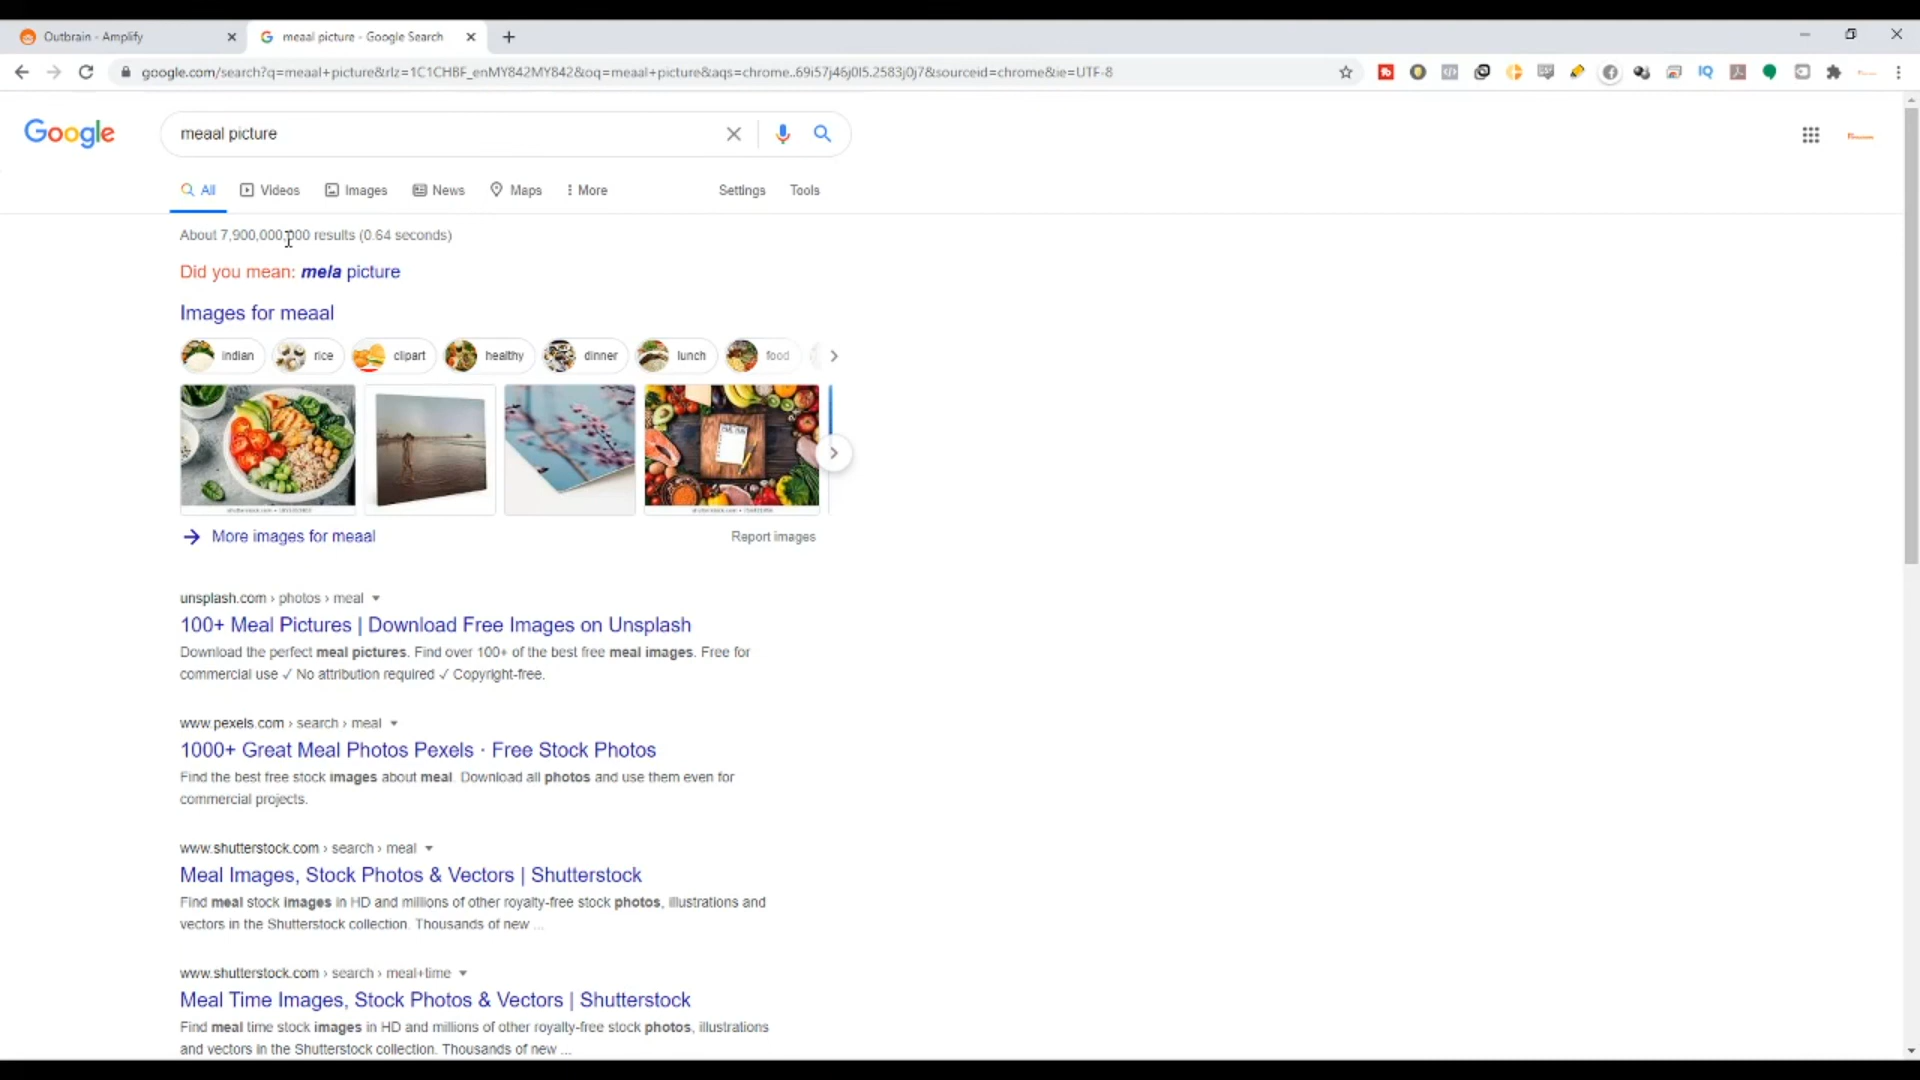 Outbrain - Amplify
meaal picture - Google Search
google.com/search?q=meaal+picture&rlz=1C1CHBF_enMY842MY842&oq=meaal+picture&aqs=chrome..69i57j46j0l5.2583j0j7&sourceid=chrome&ie=UTF-8
Google
meaal picture
All Videos Images News Maps More Settings Tools
About 7,900,000,000 results (0.64 seconds)
Did you mean: mela picture
Images for meaal
indian rice clipart healthy dinner lunch food
More images for meaal
Report images
unsplash.com › photos › meal
100+ Meal Pictures | Download Free Images on Unsplash
Download the perfect meal pictures. Find over 100+ of the best free meal images. Free for
commercial use ✓ No attribution required ✓ Copyright-free.
www.pexels.com › search › meal
1000+ Great Meal Photos Pexels · Free Stock Photos
Find the best free stock images about meal. Download all photos and use them even for
commercial projects.
www.shutterstock.com › search › meal
Meal Images, Stock Photos & Vectors | Shutterstock
Find meal stock images in HD and millions of other royalty-free stock photos, illustrations and
vectors in the Shutterstock collection. Thousands of new ...
www.shutterstock.com › search › meal+time
Meal Time Images, Stock Photos & Vectors | Shutterstock
Find meal time stock images in HD and millions of other royalty-free stock photos, illustrations
and vectors in the Shutterstock collection. Thousands of new ...